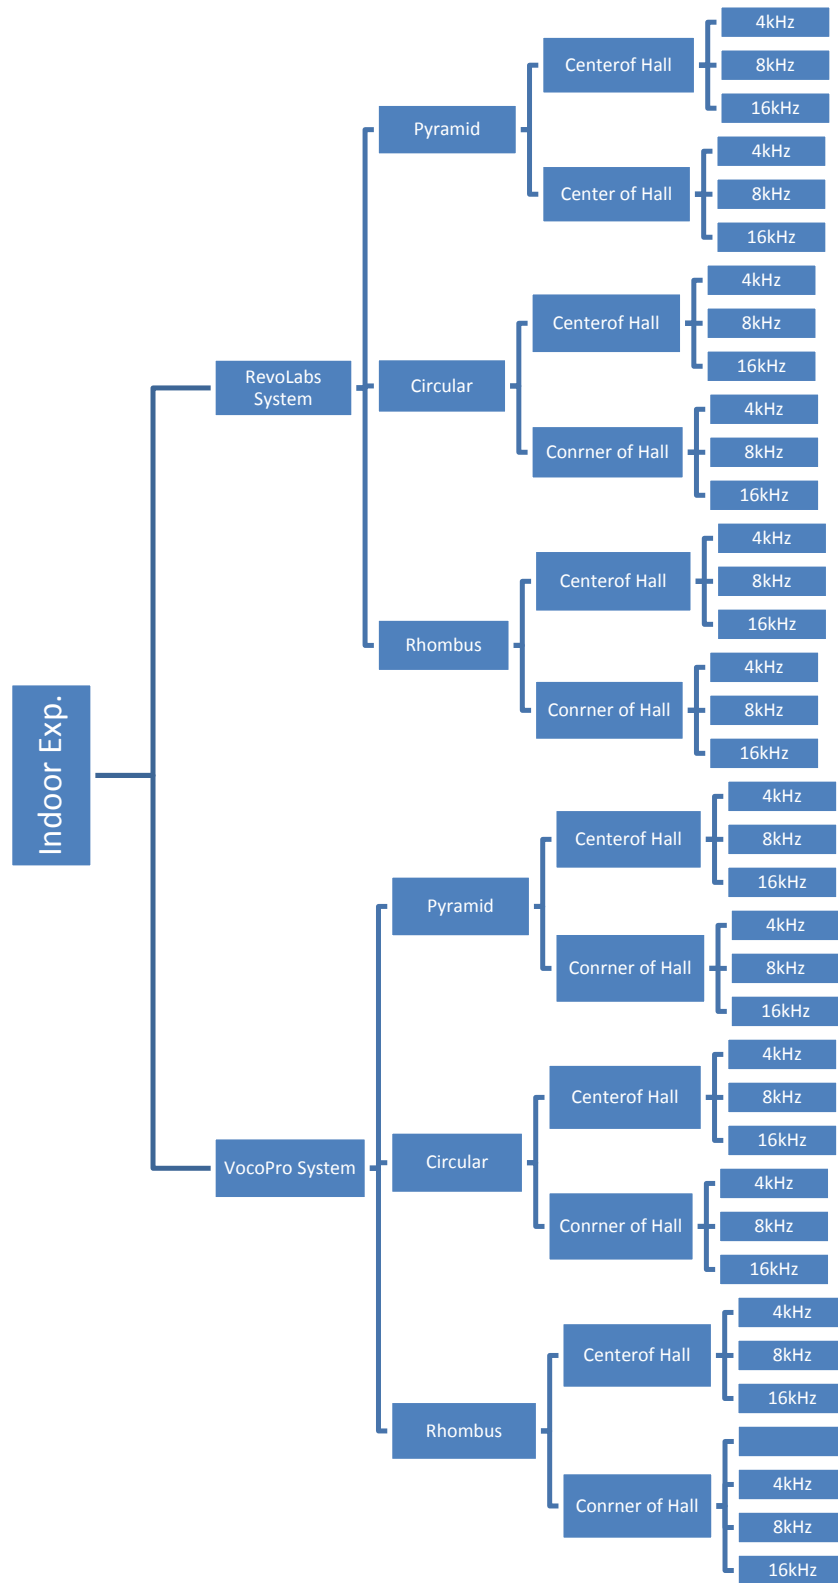 Indoor Exp.
RevoLabs
System
Pyramid
Centerof Hall
4kHz
8kHz
16kHz
Center of Hall
4kHz
8kHz
16kHz
Circular
Centerof Hall
4kHz
8kHz
16kHz
Conrner of Hall
4kHz
8kHz
16kHz
Rhombus
Centerof Hall
4kHz
8kHz
16kHz
Conrner of Hall
4kHz
8kHz
16kHz
VocoPro System
Pyramid
Centerof Hall
4kHz
8kHz
16kHz
Conrner of Hall
4kHz
8kHz
16kHz
Circular
Centerof Hall
4kHz
8kHz
16kHz
Conrner of Hall
4kHz
8kHz
16kHz
Rhombus
Centerof Hall
4kHz
8kHz
16kHz
Conrner of Hall
4kHz
8kHz
16kHz